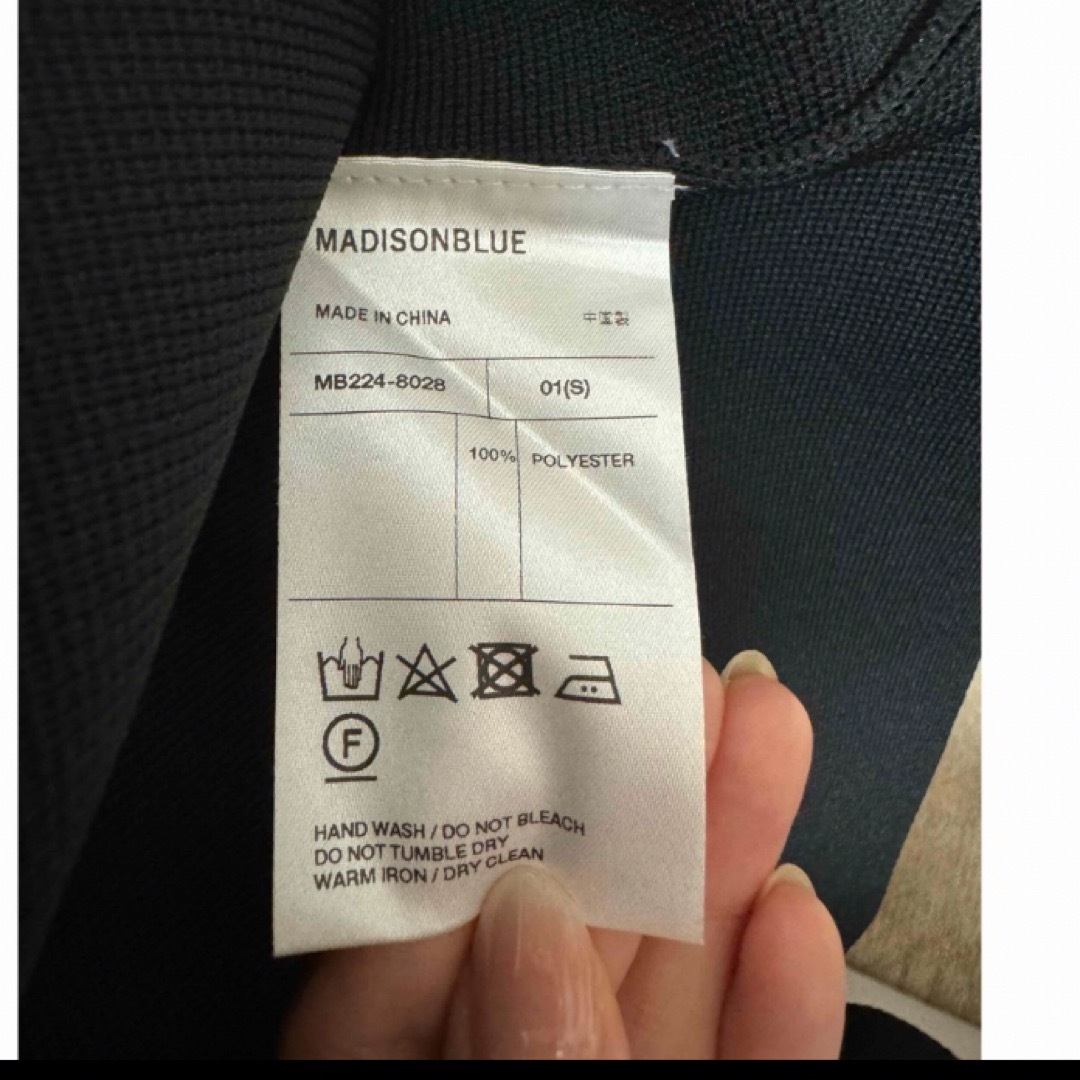 MADISONBLUE
MADE IN CHINA 中国製
MB224-8028 01(S)
100% POLYESTER
F
HAND WASH / DO NOT BLEACH
DO NOT TUMBLE DRY
WARM IRON / DRY CLEAN